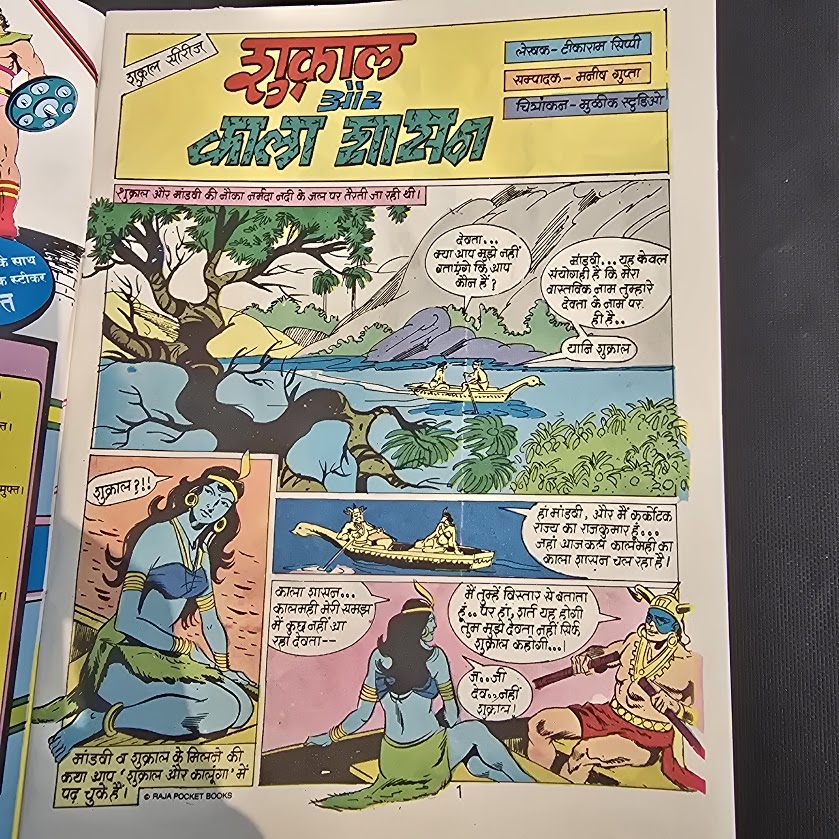 शुक्राल सीरीज
शुक्राल
और
काला शासन
लेखक- टीकाराम सिप्पी
सम्पादक- मनीष गुप्ता
चित्रांकन- मुळीक स्टुडिओ
शुक्राल और मांडवी की नौका नर्मदा नदी के जल पर तैरती जा रही थी।
देवता...
क्या आप मुझे नहीं
बताएंगे कि आप
कौन हैं?
मांडवी... यह केवल
संयोग ही है कि मेरा
वास्तविक नाम तुम्हारे
देवता के नाम पर
ही है..
यानि शुक्राल
शुक्राल?!!
हां मांडवी, और मैं कर्कोटक
राज्य का राजकुमार हूं...
जहां आजकल कालमही का
काला शासन चल रहा है!
काला शासन...
कालमही मेरी समझ
में कुछ नहीं आ
रहा देवता--
मैं तुम्हें विस्तार से बताता
हूं.. पर हां, शर्त यह होगी
तुम मुझे देवता नहीं सिर्फ
शुक्राल कहोगी...!
ज..जी
देव..नहीं
शुक्राल!
मांडवी व शुक्राल के मिलने की
कथा आप 'शुक्राल और कालूंगा' में
पढ़ चुके हैं।
© RAJA POCKET BOOKS
1
के साथ
क स्टीकर
त
त।
मुफ्त।